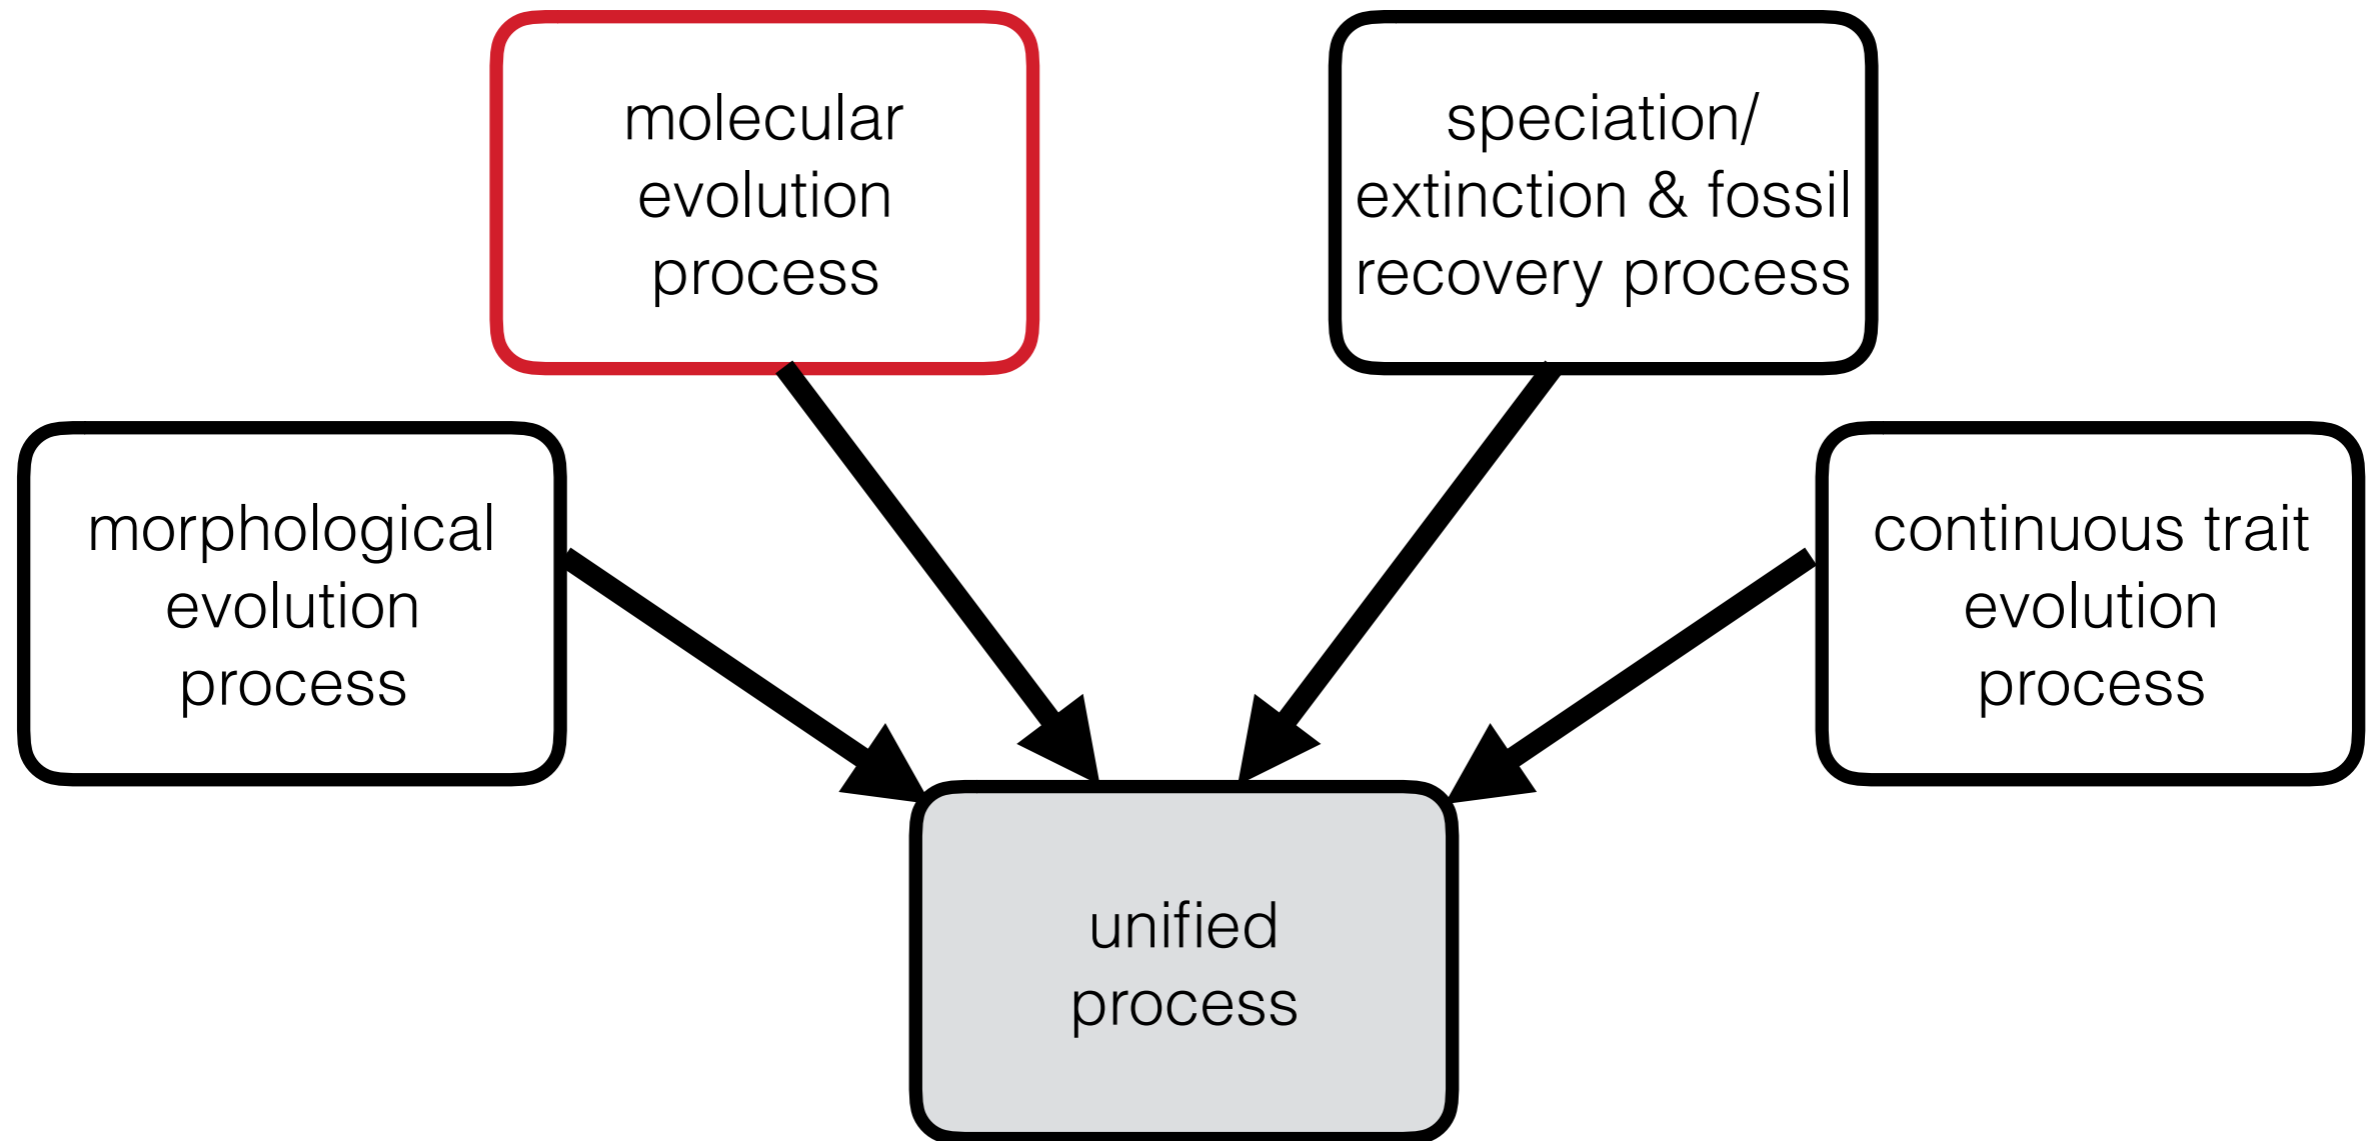 molecular
evolution
process
speciation/
extinction & fossil
recovery process
morphological
evolution
process
continuous trait
evolution
process
unified
process